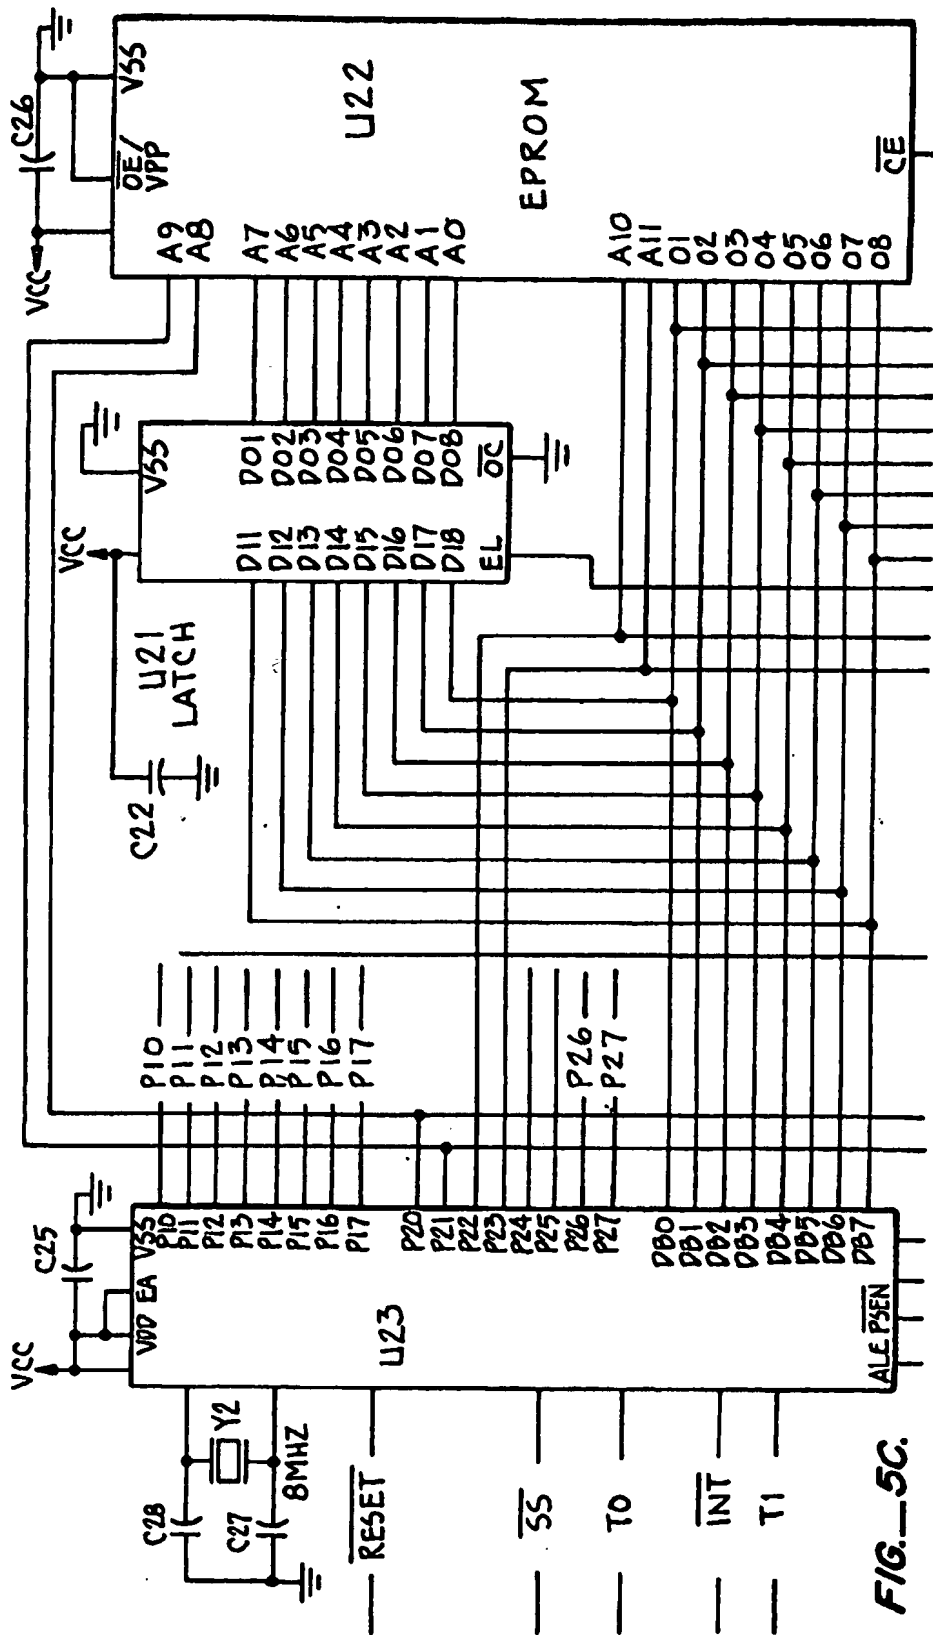 VCC
C26
VSS
OE/
VPP
U22
EPROM
CE
A9
A8
A7
A6
A5
A4
A3
A2
A1
A0
A10
A11
O1
O2
O3
O4
O5
O6
O7
O8
VCC
VSS
U21
LATCH
C22
DO1
DO2
DO3
DO4
DO5
DO6
DO7
DO8
OC
DI1
DI2
DI3
DI4
DI5
DI6
DI7
DI8
EL
P10
P11
P12
P13
P14
P15
P16
P17
P26
P27
VCC
C25
VDD
EA
VSS
P10
P11
P12
P13
P14
P15
P16
P17
P20
P21
P22
P23
P24
P25
P26
P27
DB0
DB1
DB2
DB3
DB4
DB5
DB6
DB7
U23
ALE
PSEN
C28
C27
Y2
8MHZ
RESET
SS
T0
INT
T1
FIG._5C.